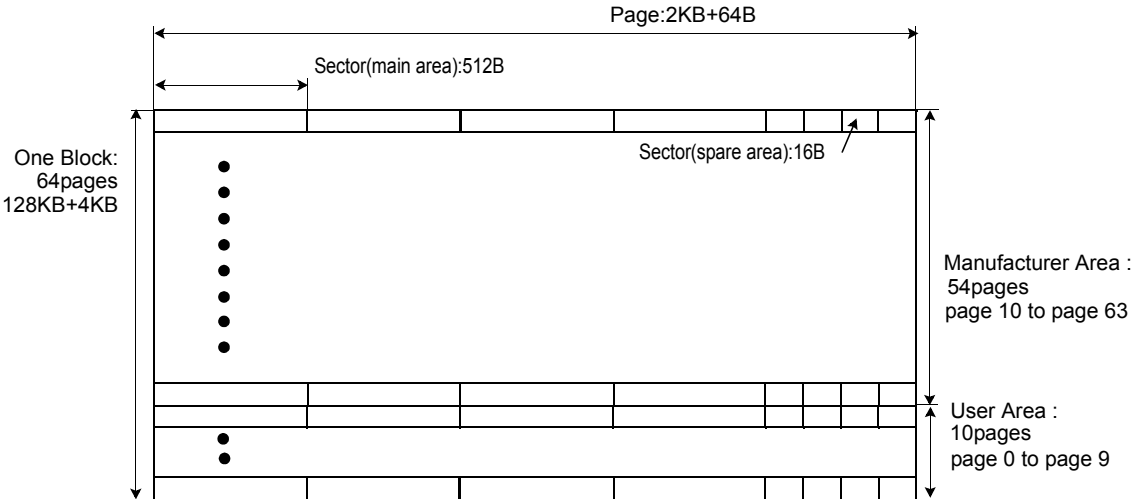 Page:2KB+64B
Sector(main area):512B
One Block:
64pages
128KB+4KB
Sector(spare area):16B
Manufacturer Area :
54pages
page 10 to page 63
User Area :
10pages
page 0 to page 9